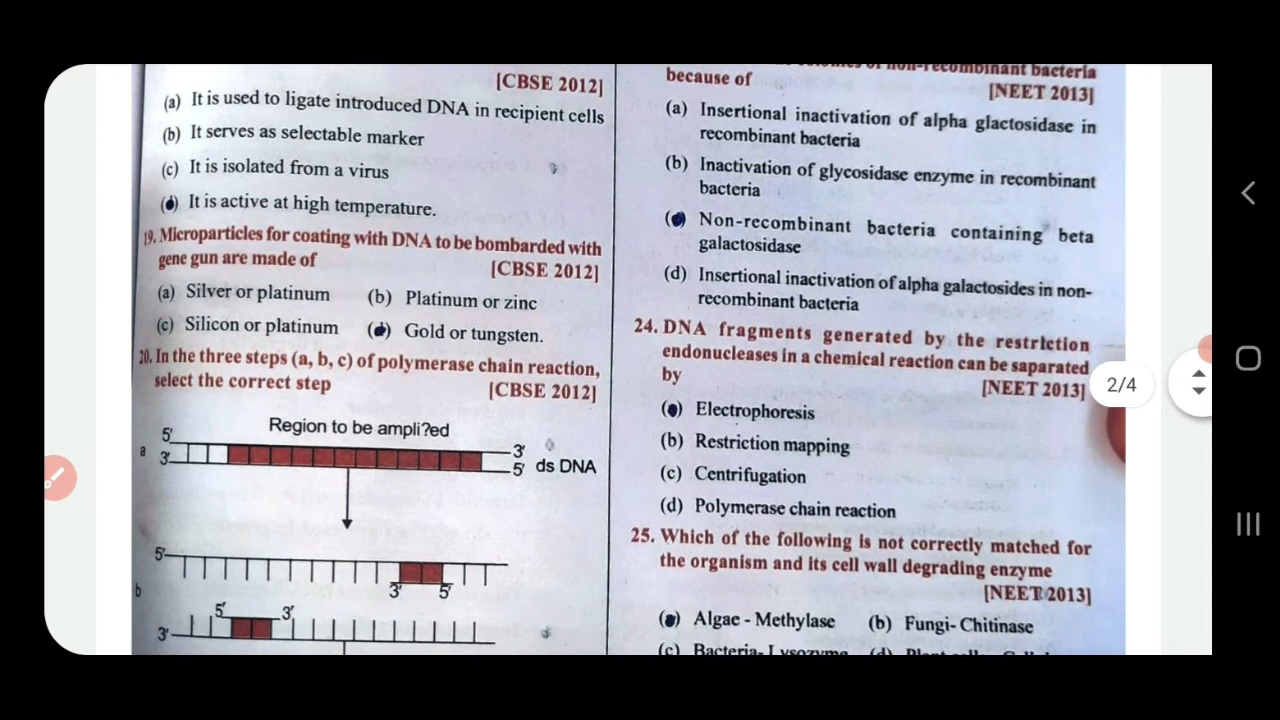 [CBSE 2012]
(a) It is used to ligate introduced DNA in recipient cells
(b) It serves as selectable marker
(c) It is isolated from a virus
(d) It is active at high temperature.
19. Microparticles for coating with DNA to be bombarded with
gene gun are made of [CBSE 2012]
(a) Silver or platinum (b) Platinum or zinc
(c) Silicon or platinum (d) Gold or tungsten.
20. In the three steps (a, b, c) of polymerase chain reaction,
select the correct step [CBSE 2012]
Region to be ampli?ed
5' 3'
a 3' 5' ds DNA
5'
3' 5'
b
5' 3'
3'
non-recombinant bacteria
because of [NEET 2013]
(a) Insertional inactivation of alpha glactosidase in
recombinant bacteria
(b) Inactivation of glycosidase enzyme in recombinant
bacteria
(c) Non-recombinant bacteria containing beta
galactosidase
(d) Insertional inactivation of alpha galactosides in non-
recombinant bacteria
24. DNA fragments generated by the restriction
endonucleases in a chemical reaction can be saparated
by [NEET 2013]
(a) Electrophoresis
(b) Restriction mapping
(c) Centrifugation
(d) Polymerase chain reaction
25. Which of the following is not correctly matched for
the organism and its cell wall degrading enzyme
[NEET 2013]
(a) Algae - Methylase (b) Fungi- Chitinase
(c) Bacteria- Lysozyme (d)
2/4